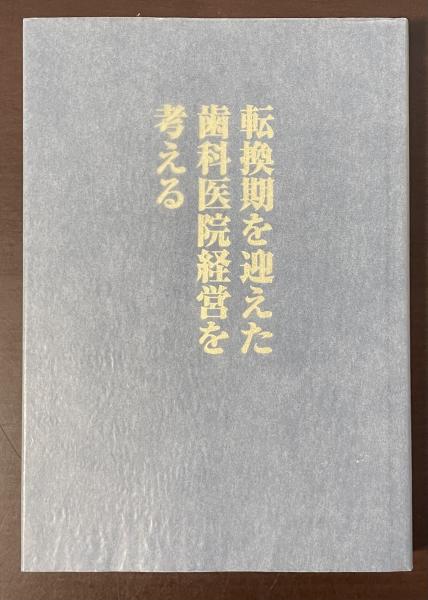 転換期を迎えた
歯科医院経営を
考える